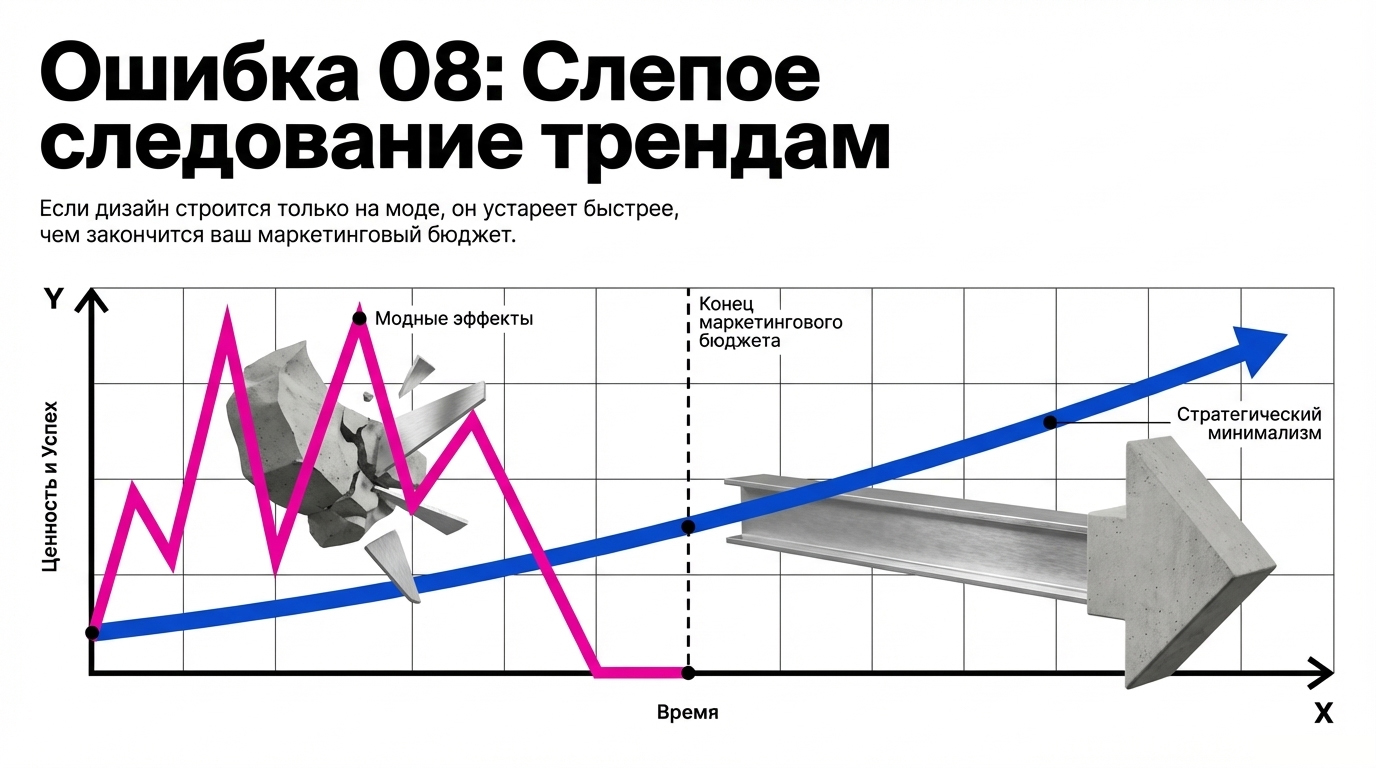 Ошибка 08: Слепое
следование трендам
Если дизайн строится только на моде, он устареет быстрее,
чем закончится ваш маркетинговый бюджет.
Y
Модные эффекты
Конец
маркетингового
бюджета
Стратегический
минимализм
Ценность и Успех
Время
X